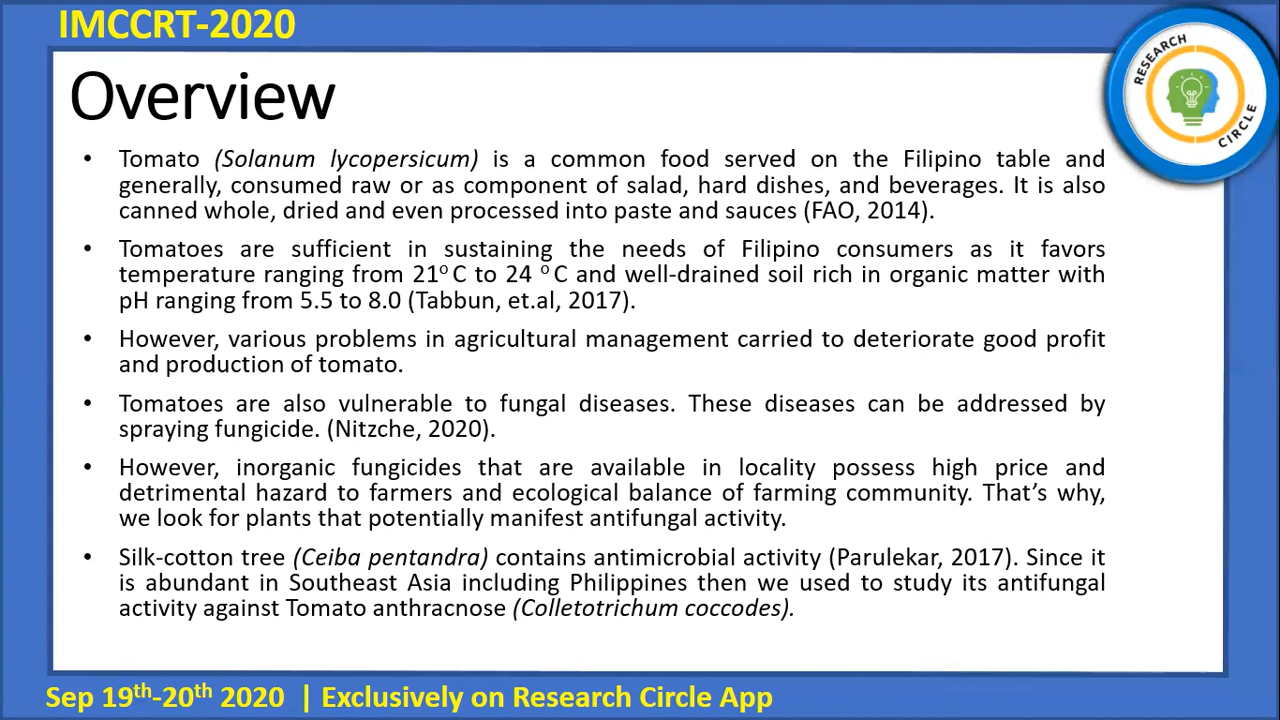 IMCCRT-2020
RESEARCH
CIRCLE
Overview
• Tomato (Solanum lycopersicum) is a common food served on the Filipino table and
generally, consumed raw or as component of salad, hard dishes, and beverages. It is also
canned whole, dried and even processed into paste and sauces (FAO, 2014).
• Tomatoes are sufficient in sustaining the needs of Filipino consumers as it favors
temperature ranging from 21º C to 24 º C and well-drained soil rich in organic matter with
pH ranging from 5.5 to 8.0 (Tabbun, et.al, 2017).
• However, various problems in agricultural management carried to deteriorate good profit
and production of tomato.
• Tomatoes are also vulnerable to fungal diseases. These diseases can be addressed by
spraying fungicide. (Nitzche, 2020).
• However, inorganic fungicides that are available in locality possess high price and
detrimental hazard to farmers and ecological balance of farming community. That’s why,
we look for plants that potentially manifest antifungal activity.
• Silk-cotton tree (Ceiba pentandra) contains antimicrobial activity (Parulekar, 2017). Since it
is abundant in Southeast Asia including Philippines then we used to study its antifungal
activity against Tomato anthracnose (Colletotrichum coccodes).
Sep 19th-20th 2020 | Exclusively on Research Circle App